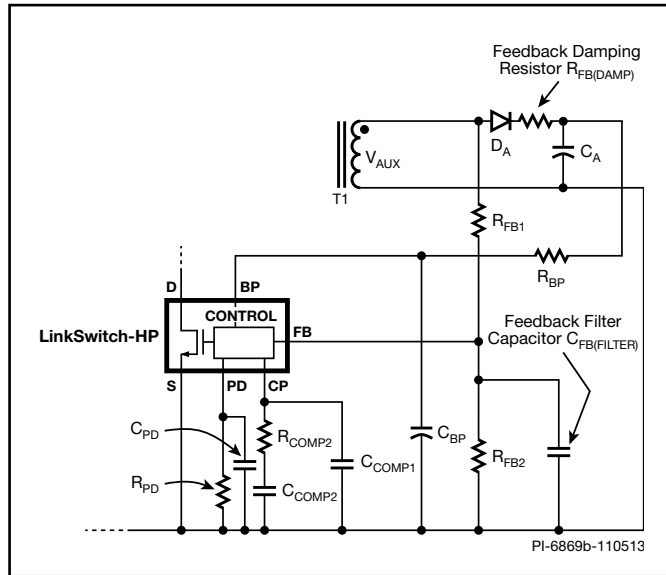 Feedback Damping
Resistor R_FB(DAMP)
D_A
C_A
V_AUX
T1
R_FB1
R_BP
D
BP
CONTROL
LinkSwitch-HP
FB
Feedback Filter
Capacitor C_FB(FILTER)
S
PD
CP
C_PD
R_COMP2
C_COMP1
C_BP
R_FB2
R_PD
C_COMP2
PI-6869b-110513